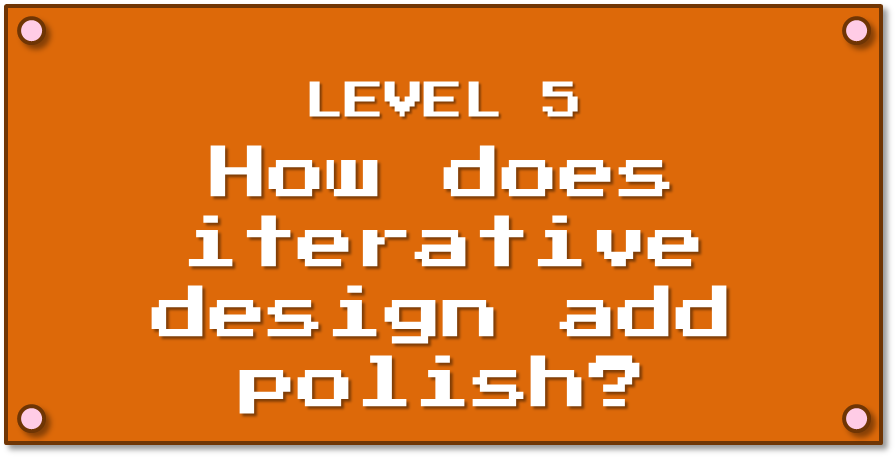 LEVEL 5
How does
iterative
design add
polish?